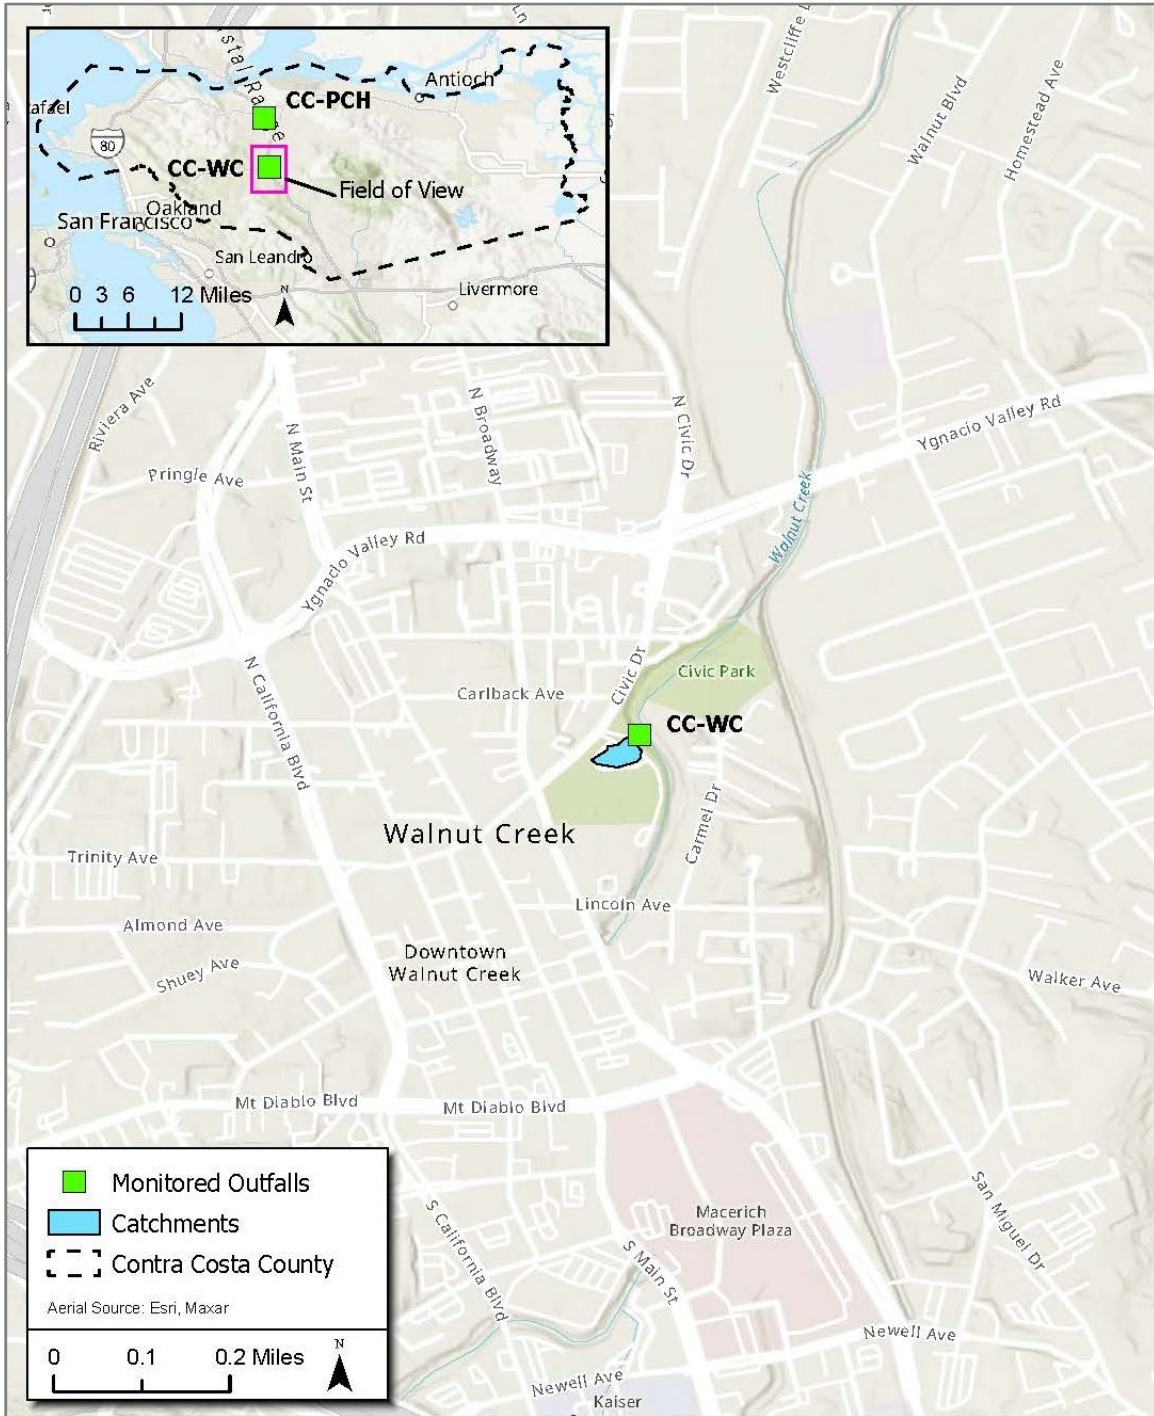 Ln
Westcliffe L
Walnut Blvd
Homestead Ave
stal Ra
e
Antioch
CC-PCH
afael
80
CC-WC
Field of View
Oakland
San Francisco
San Leandro
Livermore
0 3 6 12 Miles
N
Riviera Ave
N Main St
N Broadway
N Civic Dr
Ygnacio Valley Rd
Pringle Ave
Walnut Creek
Ygnacio Valley Rd
N California Blvd
Carlback Ave
Civic Dr
Civic Park
CC-WC
Walnut Creek
Carmel Dr
Trinity Ave
Lincoln Ave
Almond Ave
Downtown
Walnut Creek
Shuey Ave
Walker Ave
Mt Diablo Blvd
Mt Diablo Blvd
Macerich
Broadway Plaza
San Miguel Dr
S California Blvd
S Main St
Newell Ave
Newell Ave
Kaiser
Monitored Outfalls
Catchments
Contra Costa County
Aerial Source: Esri, Maxar
0 0.1 0.2 Miles
N